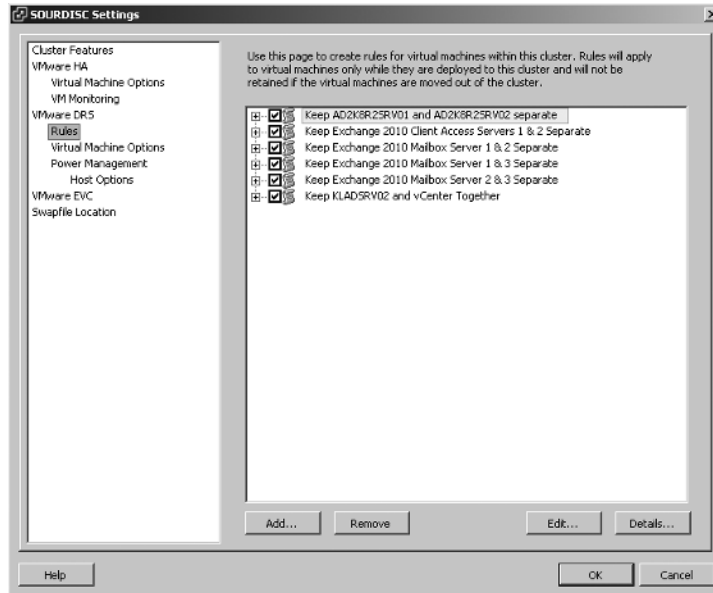 SOURDISC Settings
Cluster Features
VMware HA
Virtual Machine Options
VM Monitoring
VMware DRS
Rules
Virtual Machine Options
Power Management
Host Options
VMware EVC
Swapfile Location
Use this page to create rules for virtual machines within this cluster. Rules will apply
to virtual machines only while they are deployed to this cluster and will not be
retained if the virtual machines are moved out of the cluster.
Keep AD2K8R2SRV01 and AD2K8R2SRV02 separate
Keep Exchange 2010 Client Access Servers 1 & 2 Separate
Keep Exchange 2010 Mailbox Server 1 & 2 Separate
Keep Exchange 2010 Mailbox Server 1 & 3 Separate
Keep Exchange 2010 Mailbox Server 2 & 3 Separate
Keep KLADSRV02 and vCenter Together
Add... Remove Edit... Details...
Help OK Cancel